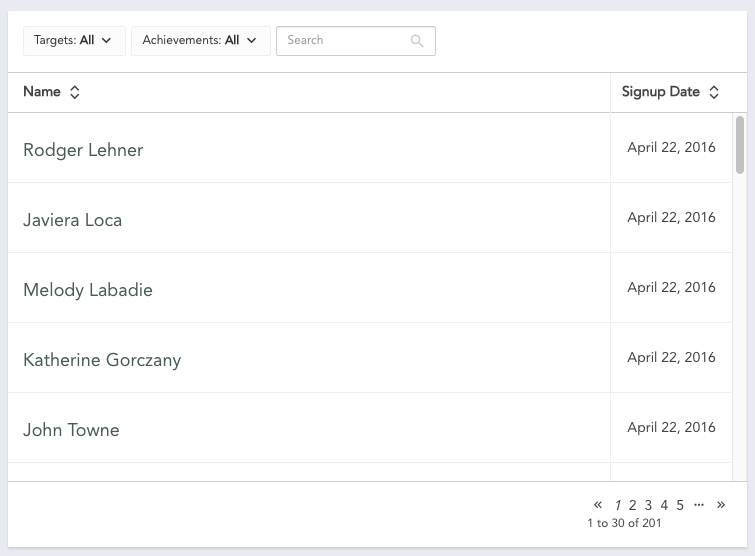 Targets: All Achievements: All Search
Name Signup Date
Rodger Lehner April 22, 2016
Javiera Loca April 22, 2016
Melody Labadie April 22, 2016
Katherine Gorczany April 22, 2016
John Towne April 22, 2016
« 1 2 3 4 5 ··· »
1 to 30 of 201